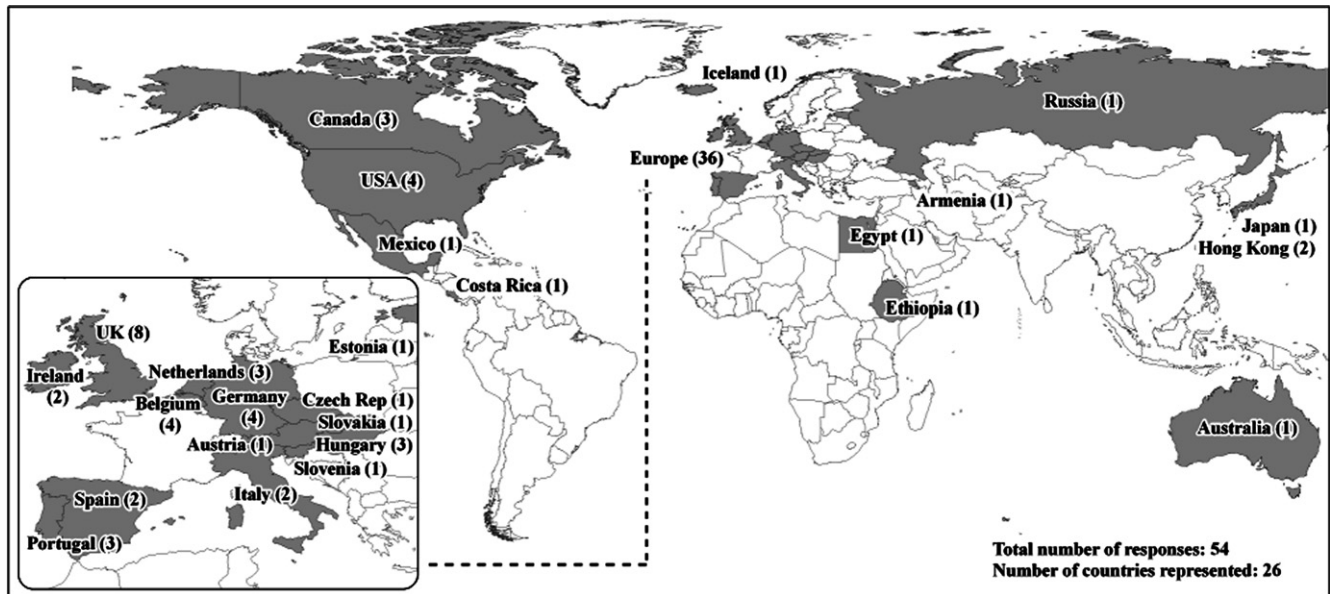 Iceland (1)
Russia (1)
Canada (3)
Europe (36)
USA (4)
Armenia (1)
Japan (1)
Egypt (1)
Mexico (1)
Hong Kong (2)
Costa Rica (1)
Ethiopia (1)
UK (8)
Estonia (1)
Ireland
(2)
Netherlands (3)
Belgium
(4)
Germany
(4)
Czech Rep (1)
Slovakia (1)
Austria (1)
Hungary (3)
Slovenia (1)
Spain (2)
Italy (2)
Portugal (3)
Australia (1)
Total number of responses: 54
Number of countries represented: 26